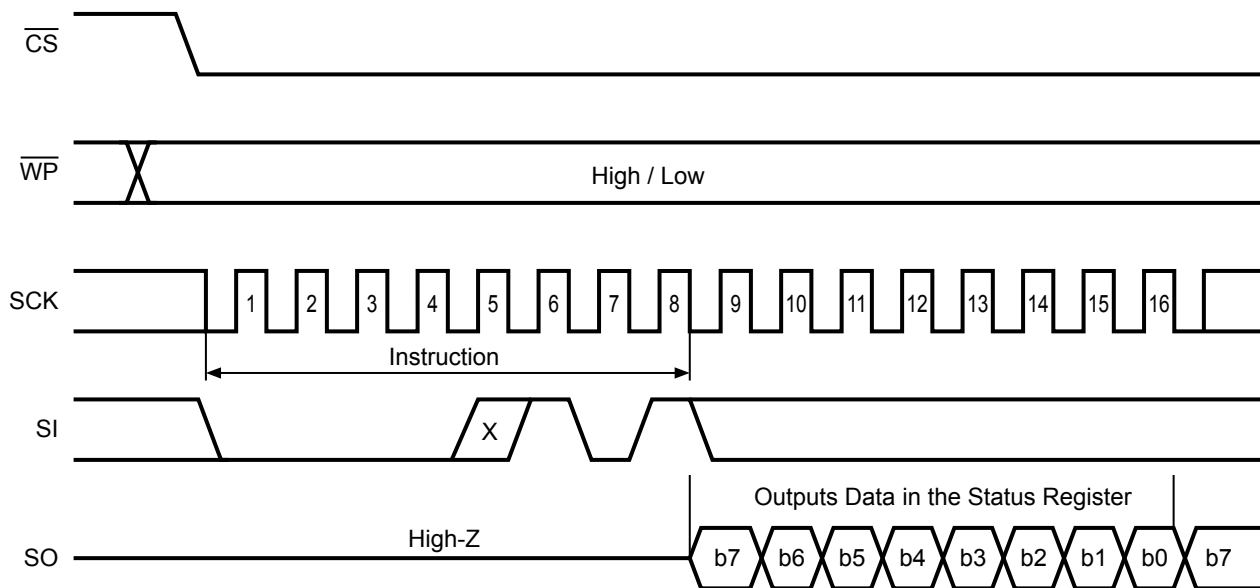 CS
WP
High / Low
SCK
1 2 3 4 5 6 7 8 9 10 11 12 13 14 15 16
Instruction
SI
X
Outputs Data in the Status Register
SO
High-Z
b7 b6 b5 b4 b3 b2 b1 b0 b7